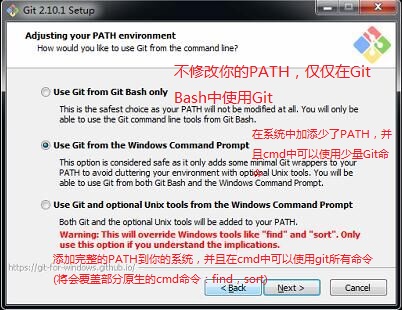 Git 2.10.1 Setup
Adjusting your PATH environment
How would you like to use Git from the command line?
不修改你的PATH，仅仅在Git
Use Git from Git Bash only
Bash中使用Git
This is the safest choice as your PATH will not be modified at all. You will only be
able to use the Git command line tools from Git Bash.
在系统中加添少了PATH，并
Use Git from the Windows Command Prompt
且cmd中可以使用少量Git命
This option is considered safe as it only adds some minimal Git wrappers to your
PATH to avoid cluttering your environment with optional Unix tools. You will be
able to use Git from both Git Bash and the Windows Command Prompt.
Use Git and optional Unix tools from the Windows Command Prompt
Both Git and the optional Unix tools will be added to your PATH.
Warning: This will override Windows tools like "find" and "sort". Only
use this option if you understand the implications.
添加完整的PATH到你的系统，并且在cmd中可以使用git所有命令
https://git-for-windows.github.io/
(将会覆盖部分原生的cmd命令：find，sort)
< Back
Next >
Cancel